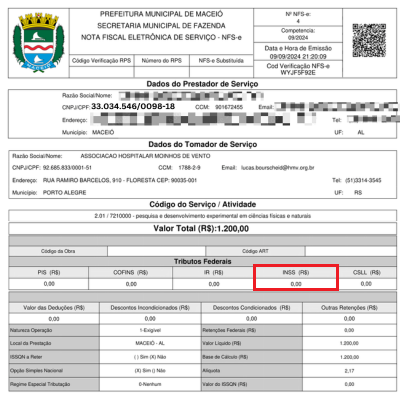 PREFEITURA MUNICIPAL DE MACEIÓ
SECRETARIA MUNICIPAL DE FAZENDA
NOTA FISCAL ELETRÔNICA DE SERVIÇO - NFS-e
Código Verificação RPS Número do RPS NFS-e Substituída
Nº NFS-e:
4
Competência:
09/2024
Data e Hora de Emissão
09/09/2024 21:20:09
Cod Verificação NFS-e
WYJF5F92E
MACEIÓ
Dados do Prestador de Serviço
Razão Social/Nome:
CNPJ/CPF: 33.034.546/0098-18 CCM: 901672455 Email:
Endereço: Tel:
Município: MACEIÓ UF: AL
Dados do Tomador de Serviço
Razão Social/Nome: ASSOCIACAO HOSPITALAR MOINHOS DE VENTO
CNPJ/CPF: 92.685.833/0001-51 CCM: 1788-2-9 Email: lucas.bourscheid@hmv.org.br
Endereço: RUA RAMIRO BARCELOS, 910 - FLORESTA CEP: 90035-001 Tel: (51)3314-3545
Município: PORTO ALEGRE UF: RS
Código do Serviço / Atividade
2.01 / 7210000 - pesquisa e desenvolvimento experimental em ciências físicas e naturais
Valor Total (R$):1.200,00
Código da Obra Código ART
Tributos Federais
PIS (R$) COFINS (R$) IR (R$) INSS (R$) CSLL (R$)
0,00 0,00 0,00 0,00 0,00
Valor das Deduções (R$) Descontos Incondicionados (R$) Descontos Condicionados (R$) Outras Retenções (R$)
0,00 0,00 0,00 0,00
Natureza Operação 1-Exigível Retenções Federais (R$) 0,00
Local da Prestação MACEIO - AL Valor Líquido (R$) 1.200,00
ISSQN a Reter ( ) Sim (X) Não Base de Cálculo (R$) 1.200,00
Opção Simples Nacional (X) Sim ( ) Não Alíquota 2,17
Regime Especial Tributação 0-Nenhum Valor do ISSQN (R$) 0,00